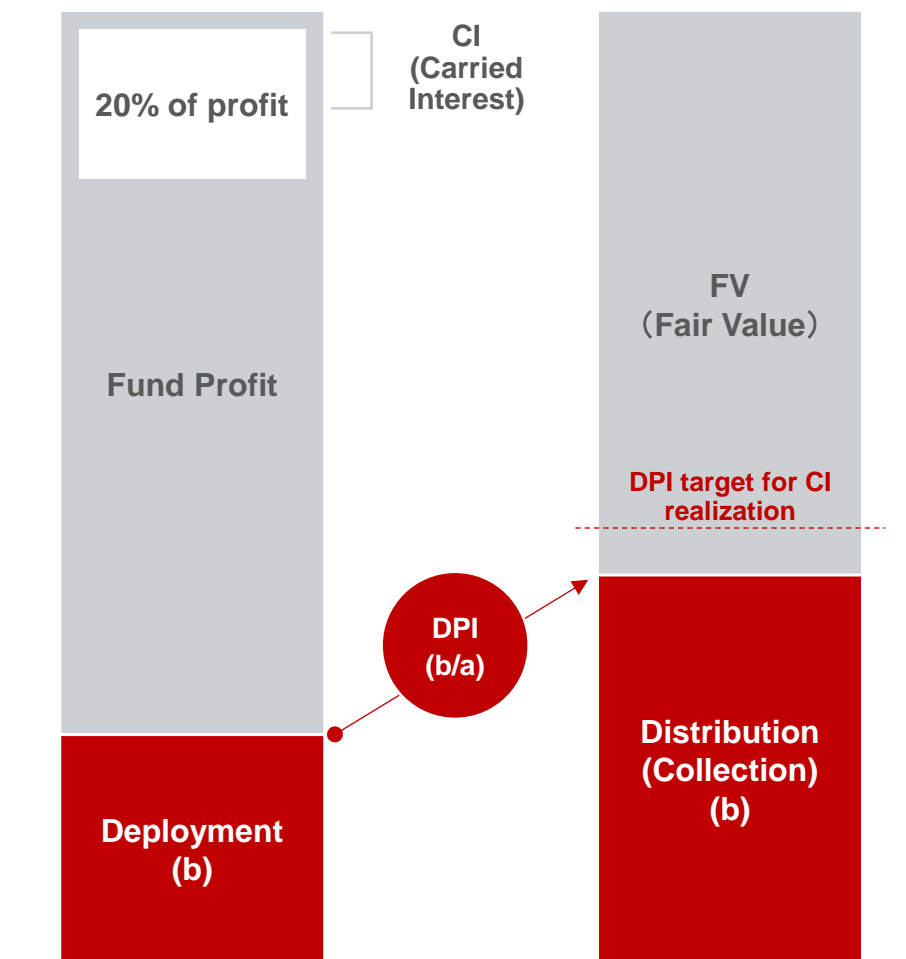 20% of profit
CI
(Carried
Interest)
Fund Profit
Deployment
(b)
DPI
(b/a)
FV
（Fair Value）
DPI target for CI
realization
Distribution
(Collection)
(b)